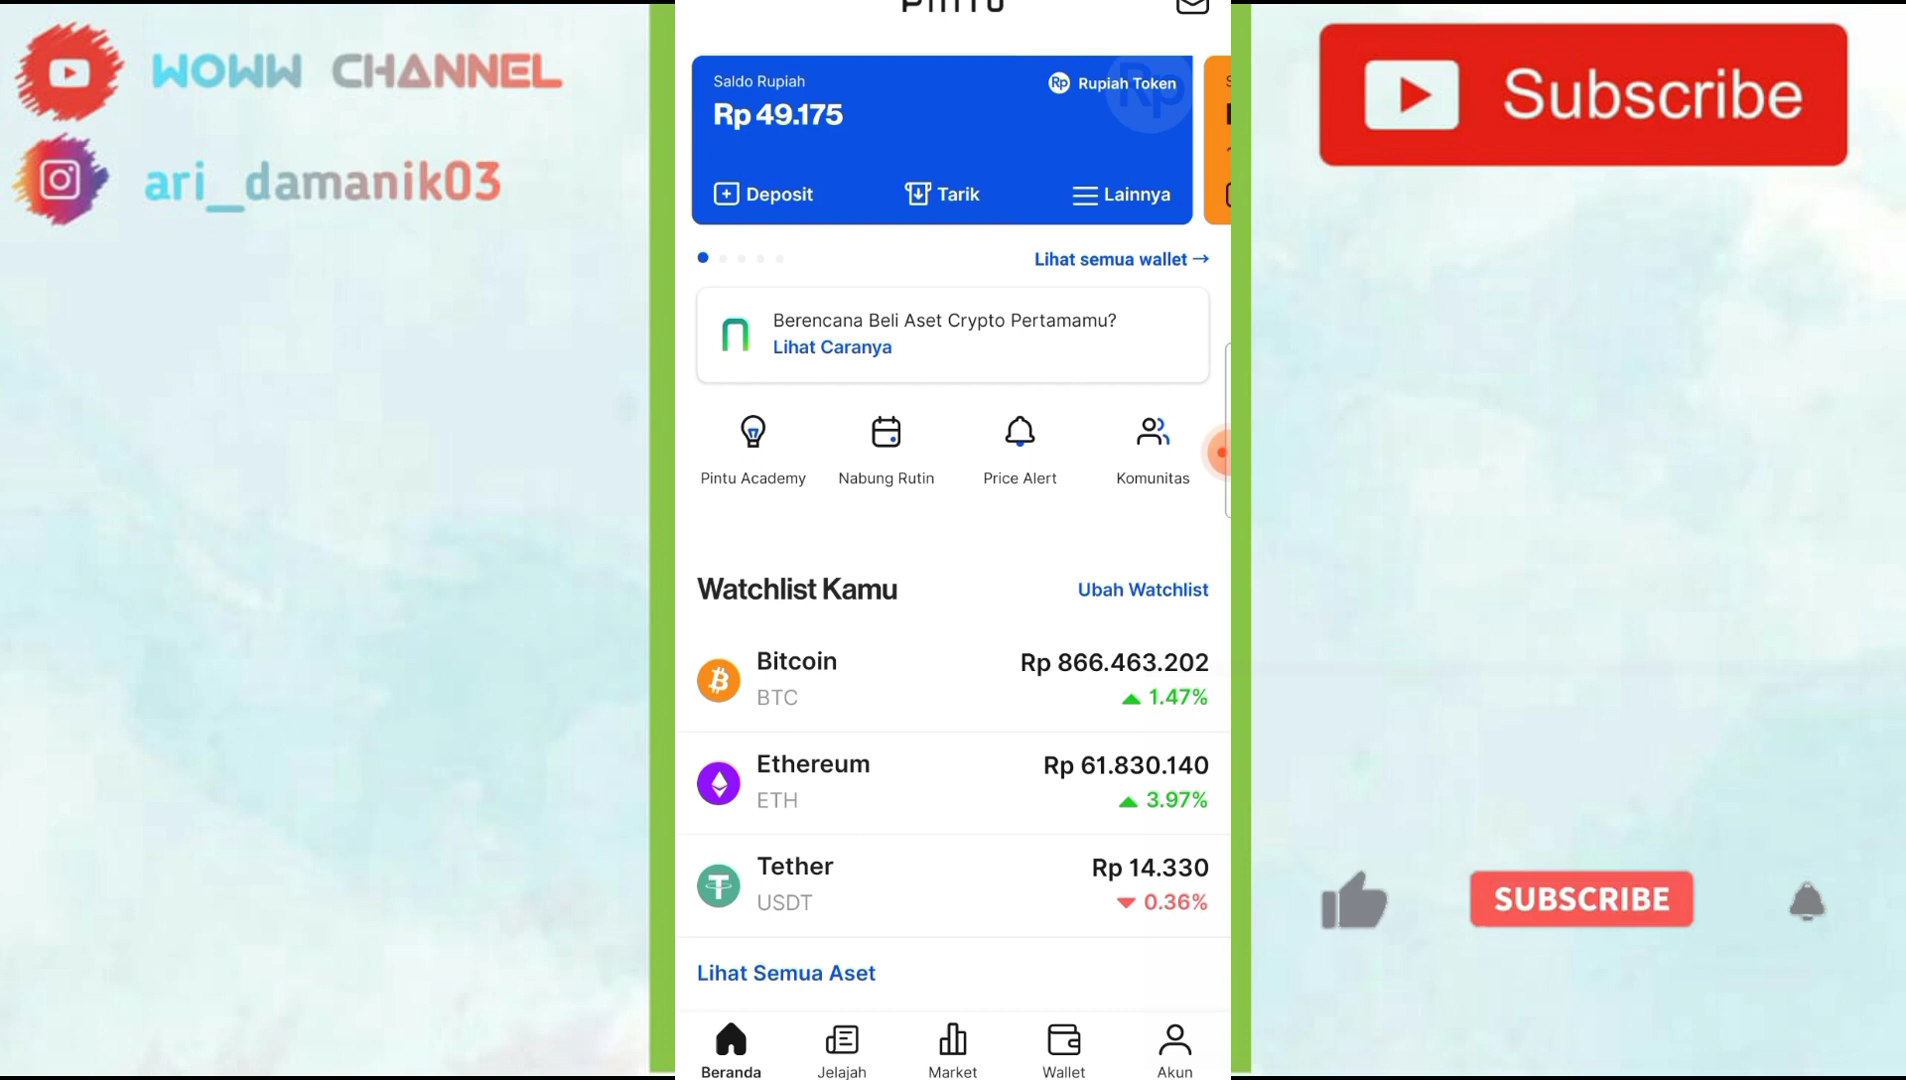 WOWW CHANNEL
ari_damanik03
PINTU
Saldo Rupiah
Rp Rupiah Token
Rp 49.175
Deposit
Tarik
Lainnya
Lihat semua wallet →
Berencana Beli Aset Crypto Pertamamu?
Lihat Caranya
Pintu Academy
Nabung Rutin
Price Alert
Komunitas
Watchlist Kamu
Ubah Watchlist
Bitcoin
Rp 866.463.202
BTC
▲ 1.47%
Ethereum
Rp 61.830.140
ETH
▲ 3.97%
Tether
Rp 14.330
USDT
▼ 0.36%
Lihat Semua Aset
Beranda
Jelajah
Market
Wallet
Akun
Subscribe
SUBSCRIBE